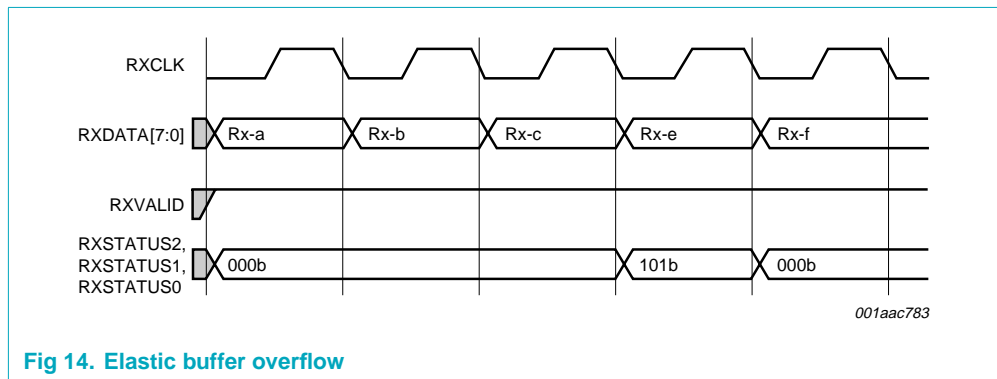 RXCLK
RXDATA[7:0] Rx-a Rx-b Rx-c Rx-e Rx-f
RXVALID
RXSTATUS2,
RXSTATUS1, 000b 101b 000b
RXSTATUS0
001aac783
Fig 14. Elastic buffer overflow